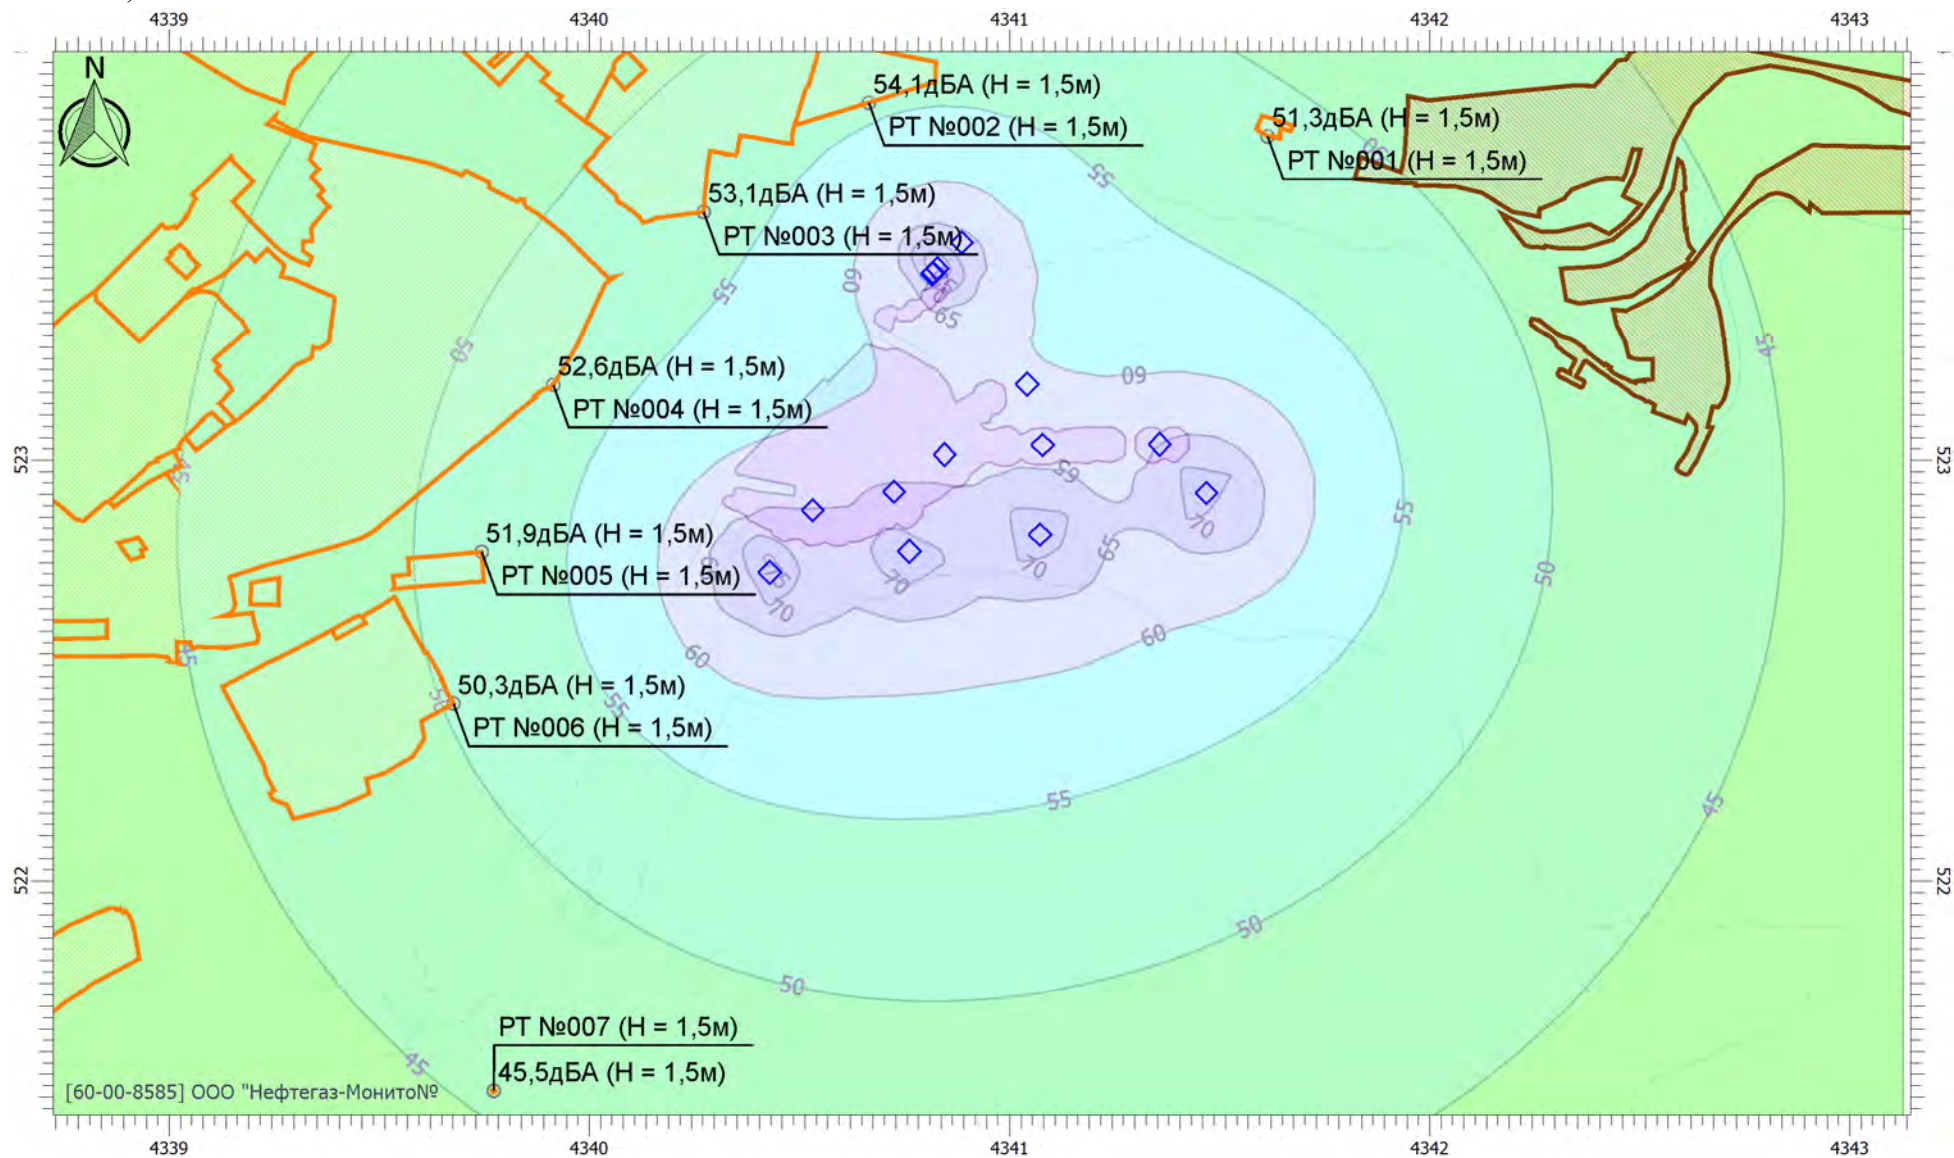 4339 4340 4341 4342 4343
N
54,1дБА (Н = 1,5м)
РТ №002 (Н = 1,5м)
51,3дБА (Н = 1,5м)
РТ №001 (Н = 1,5м)
50
55
53,1дБА (Н = 1,5м)
РТ №003 (Н = 1,5м)
60
55
65
50
45
52,6дБА (Н = 1,5м)
РТ №004 (Н = 1,5м)
60
523
45
65
523
55
70
51,9дБА (Н = 1,5м)
РТ №005 (Н = 1,5м)
65
70
75
70
70
50
60
60
45
50,3дБА (Н = 1,5м)
РТ №006 (Н = 1,5м)
50
55
55
45
522
522
50
50
РТ №007 (Н = 1,5м)
45
45,5дБА (Н = 1,5м)
[60-00-8585] ООО "Нефтегаз-Монито№
4339 4340 4341 4342 4343